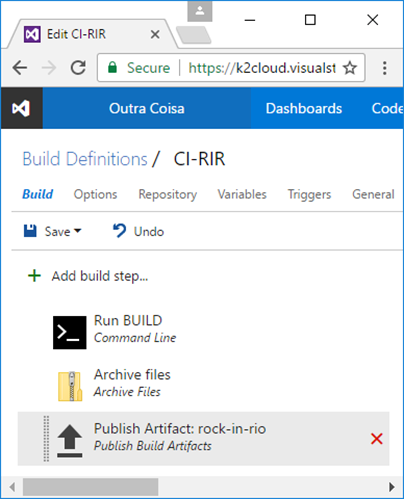 Edit CI-RIR
Secure https://k2cloud.visualst
Outra Coisa Dashboards Code
Build Definitions / CI-RIR
Build Options Repository Variables Triggers General
Save Undo
+ Add build step...
Run BUILD
Command Line
Archive files
Archive Files
Publish Artifact: rock-in-rio
Publish Build Artifacts